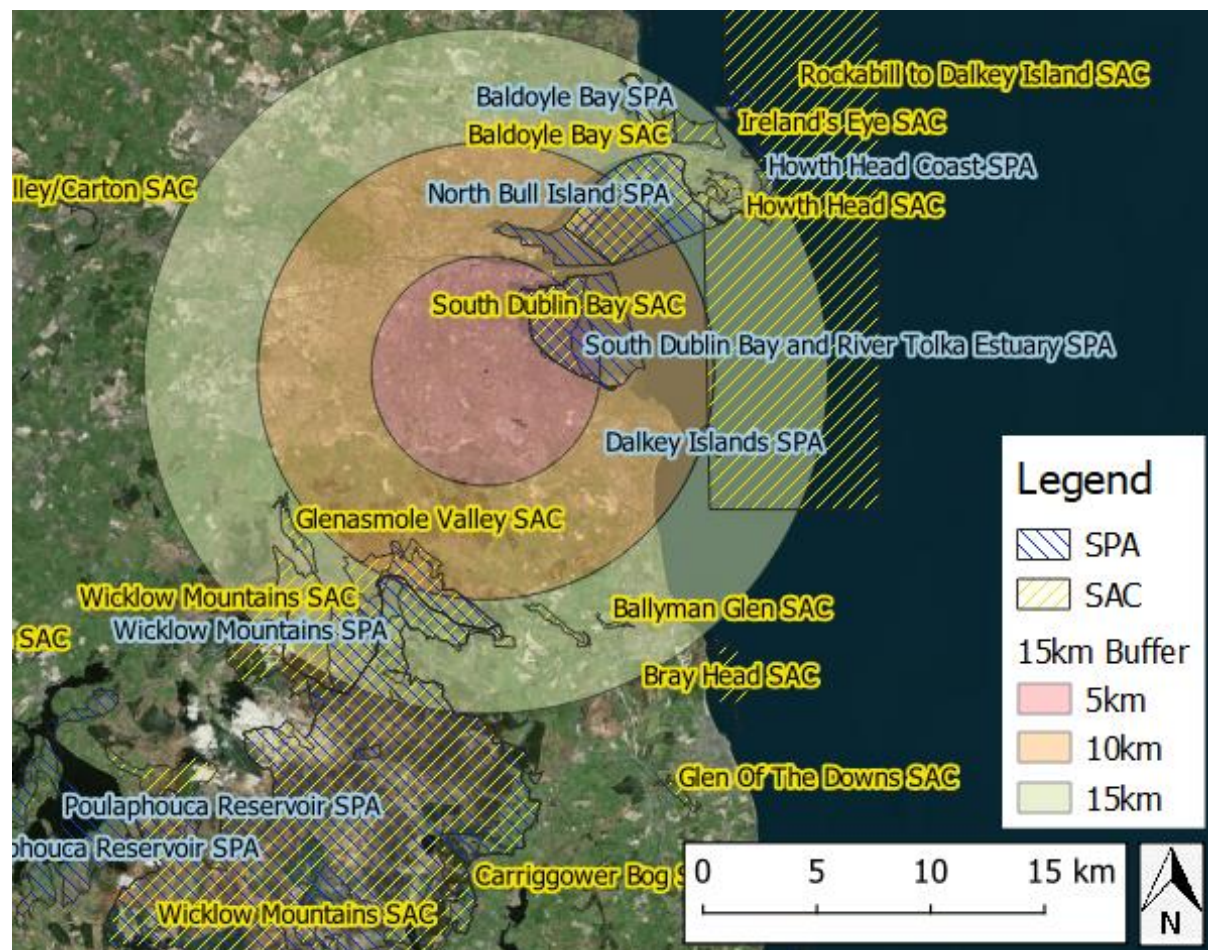 Rockabill to Dalkey Island SAC
Baldoyle Bay SPA
Ireland's Eye SAC
Baldoyle Bay SAC
Howth Head Coast SPA
lley/Carton SAC
North Bull Island SPA
Howth Head SAC
South Dublin Bay SAC
South Dublin Bay and River Tolka Estuary SPA
Dalkey Islands SPA
Glenasmole Valley SAC
Wicklow Mountains SAC
Ballyman Glen SAC
Wicklow Mountains SPA
SAC
Bray Head SAC
Glen Of The Downs SAC
Poulaphouca Reservoir SPA
phouca Reservoir SPA
Carriggower Bog S
Wicklow Mountains SAC
Legend
SPA
SAC
15km Buffer
5km
10km
15km
0 5 10 15 km
N